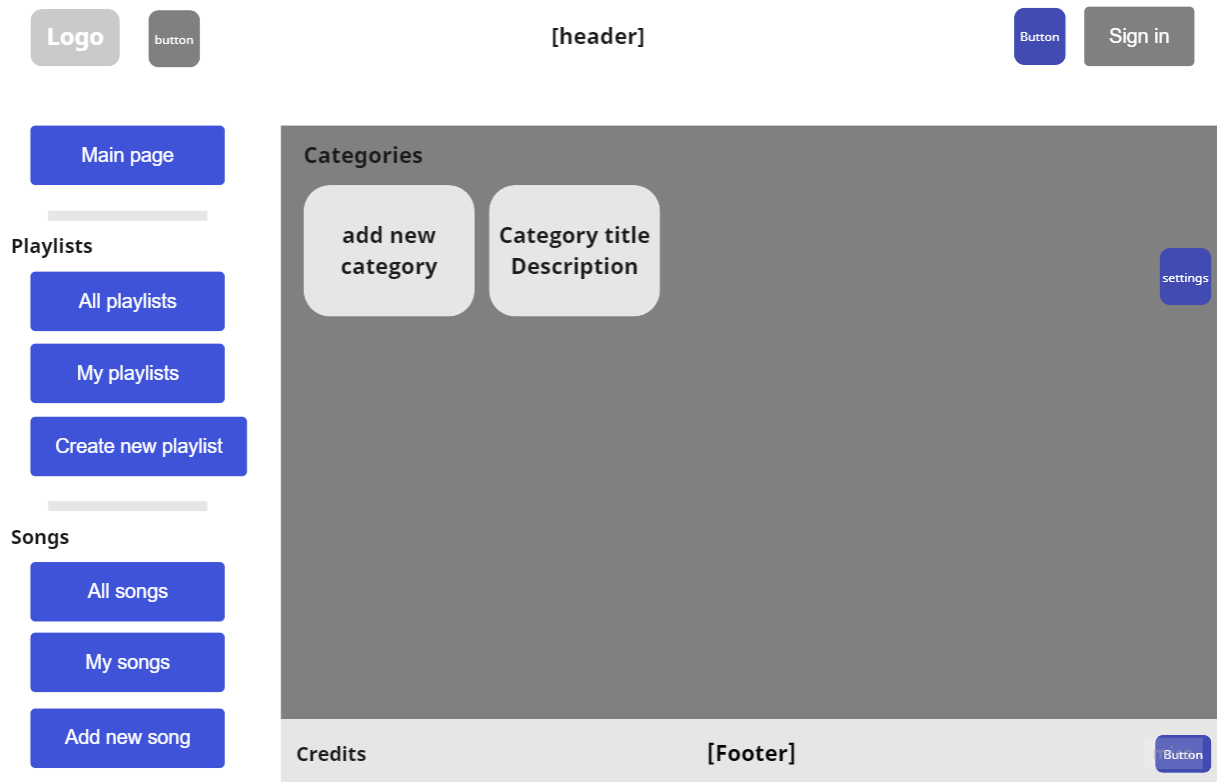 Logo
button
[header]
Button
Sign in
Main page
Playlists
All playlists
My playlists
Create new playlist
Songs
All songs
My songs
Add new song
Categories
add new
category
Category title
Description
settings
Credits
[Footer]
Button